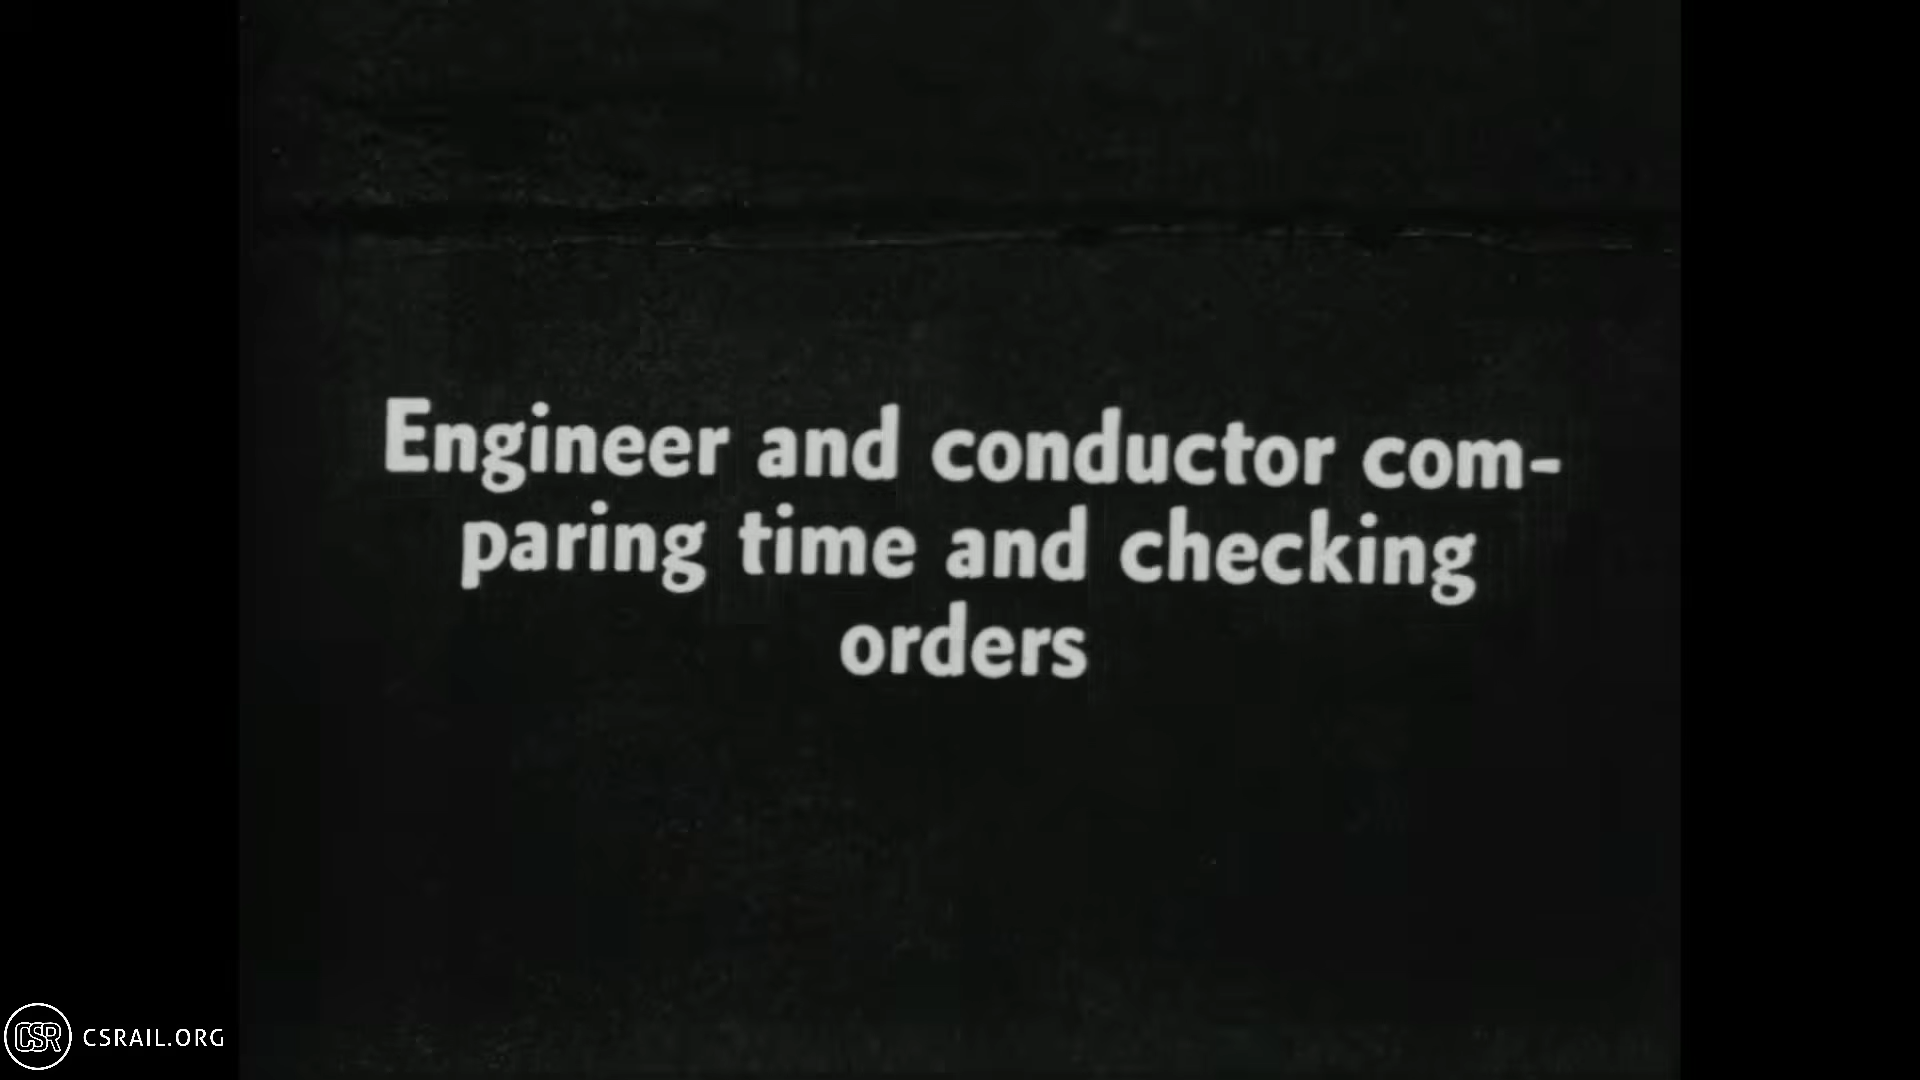 Engineer and conductor com-
paring time and checking
orders
CSR CSRAIL.ORG